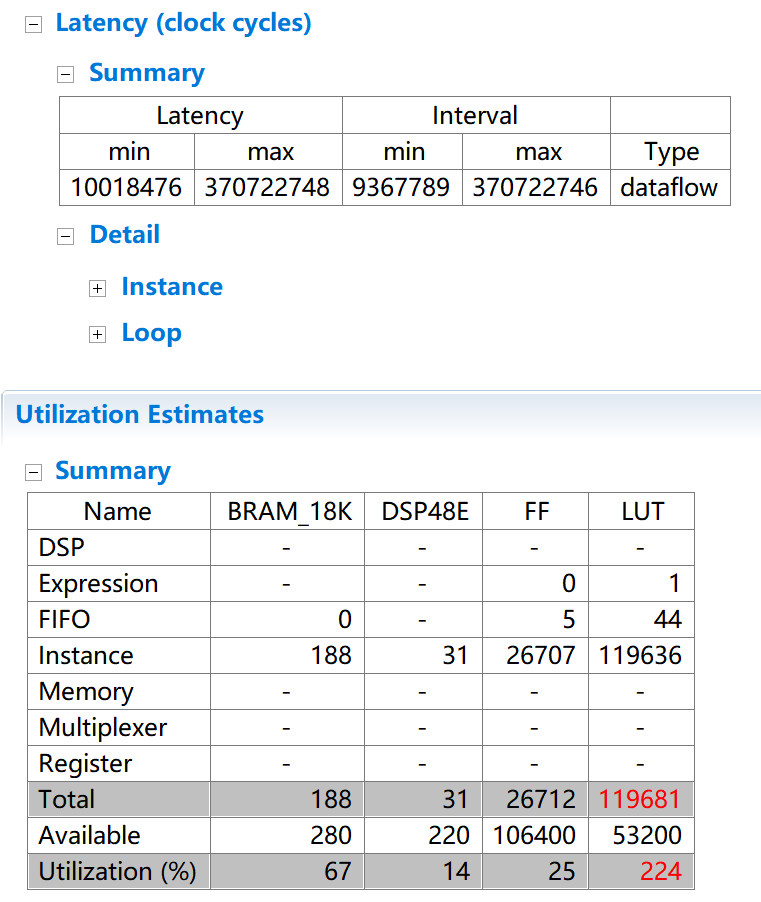 Latency (clock cycles)
Summary
Latency Interval
min max min max Type
10018476 370722748 9367789 370722746 dataflow
Detail
Instance
Loop
Utilization Estimates
Summary
Name BRAM_18K DSP48E FF LUT
DSP - - - -
Expression - - 0 1
FIFO 0 - 5 44
Instance 188 31 26707 119636
Memory - - - -
Multiplexer - - - -
Register - - - -
Total 188 31 26712 119681
Available 280 220 106400 53200
Utilization (%) 67 14 25 224